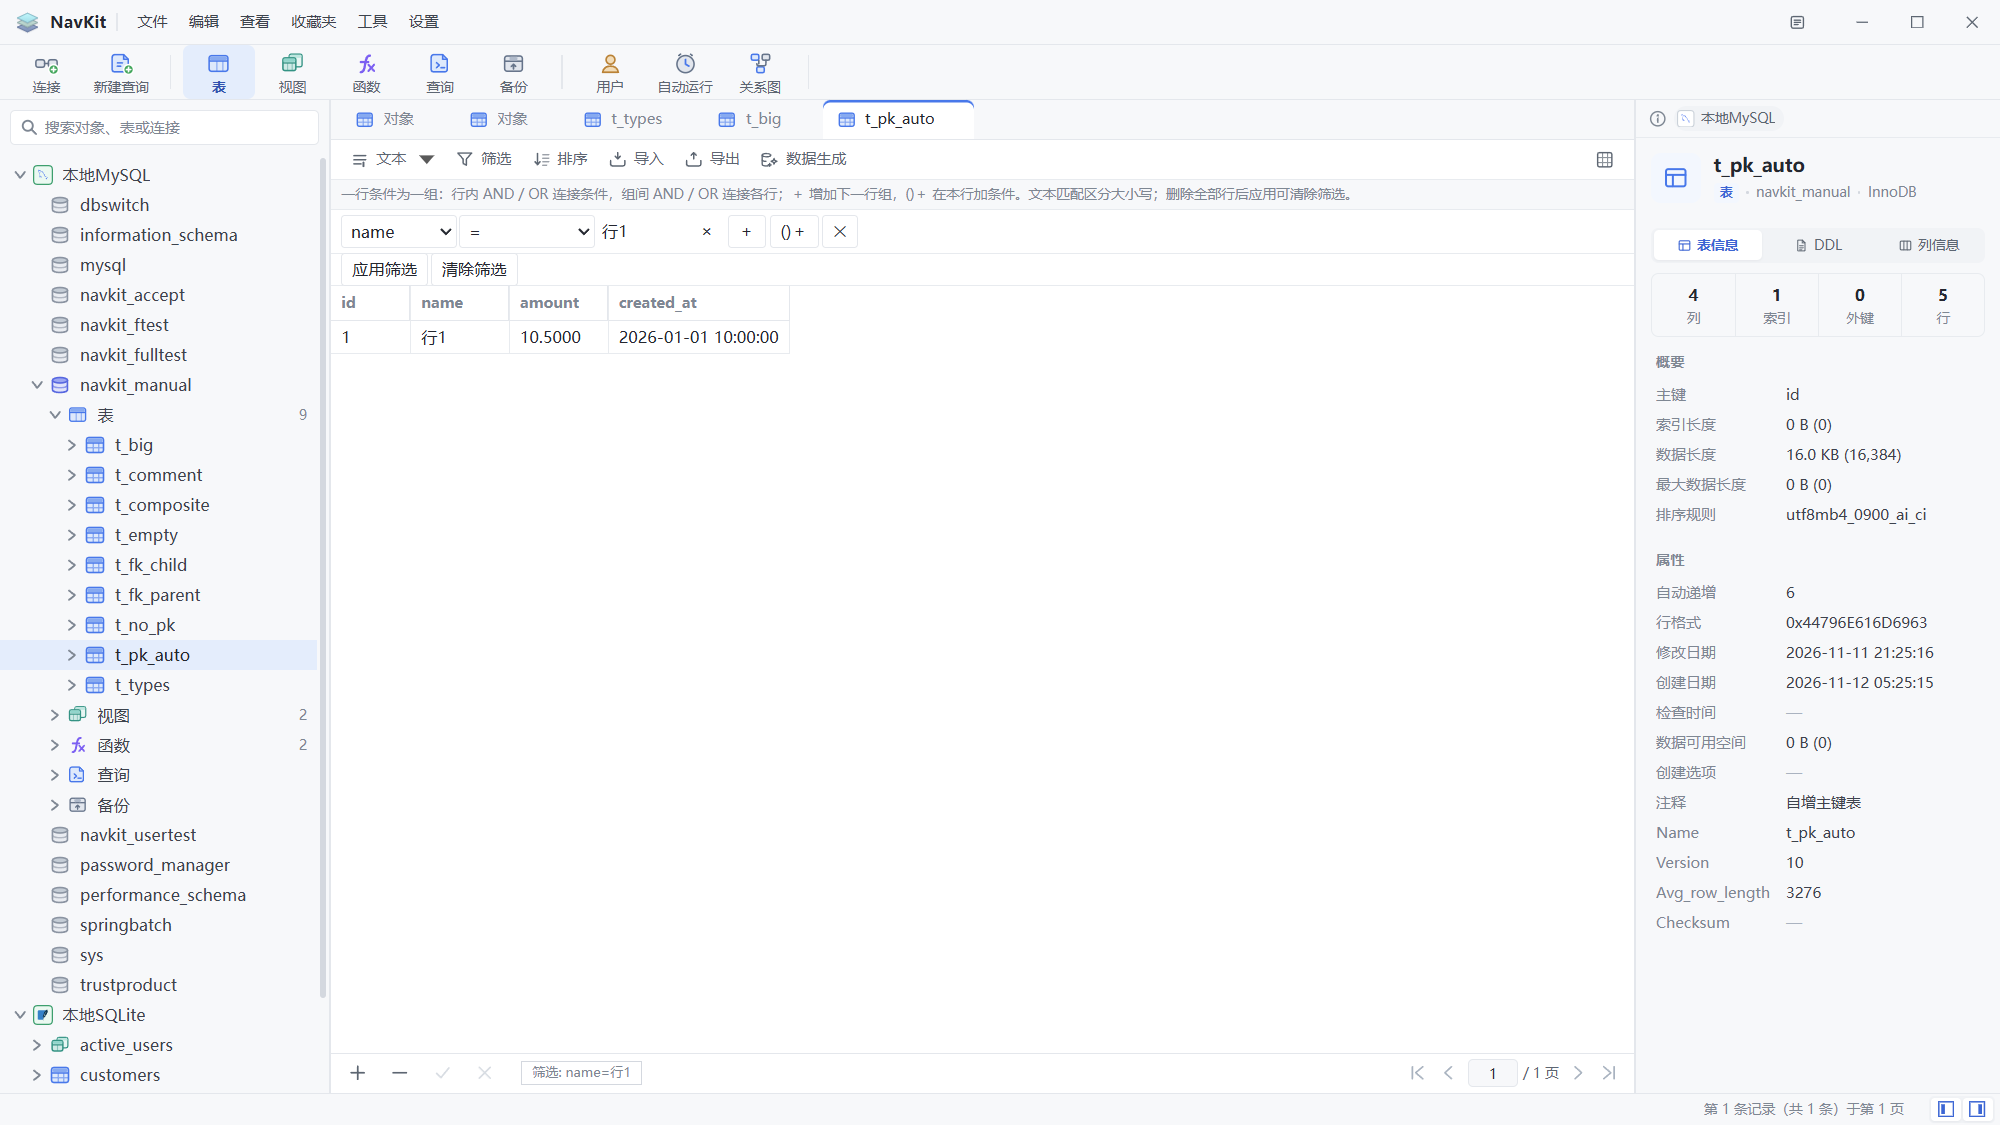 NavKit 文件 编辑 查看 收藏夹 工具 设置
连接 新建查询 表 视图 函数 查询 备份 用户 自动运行 关系图
搜索对象、表或连接
本地MySQL
dbswitch
information_schema
mysql
navkit_accept
navkit_ftest
navkit_fulltest
navkit_manual
表 9
t_big
t_comment
t_composite
t_empty
t_fk_child
t_fk_parent
t_no_pk
t_pk_auto
t_types
视图 2
函数 2
查询
备份
navkit_usertest
password_manager
performance_schema
springbatch
sys
trustproduct
本地SQLite
active_users
customers
对象 对象 t_types t_big t_pk_auto
文本 筛选 排序 导入 导出 数据生成
一行条件为一组：行内 AND / OR 连接条件，组间 AND / OR 连接各行；+ 增加下一行组，() + 在本行加条件。文本匹配区分大小写；删除全部行后应用可清除筛选。
name = 行1 × + () +
应用筛选 清除筛选
id name amount created_at
1 行1 10.5000 2026-01-01 10:00:00
筛选: name=行1
1 / 1 页
本地MySQL
t_pk_auto
表 · navkit_manual · InnoDB
表信息 DDL 列信息
4 1 0 5
列 索引 外键 行
概要
主键 id
索引长度 0 B (0)
数据长度 16.0 KB (16,384)
最大数据长度 0 B (0)
排序规则 utf8mb4_0900_ai_ci
属性
自动递增 6
行格式 0x44796E616D6963
修改日期 2026-11-11 21:25:16
创建日期 2026-11-12 05:25:15
检查时间 —
数据可用空间 0 B (0)
创建选项 —
注释 自增主键表
Name t_pk_auto
Version 10
Avg_row_length 3276
Checksum —
第 1 条记录（共 1 条）于第 1 页